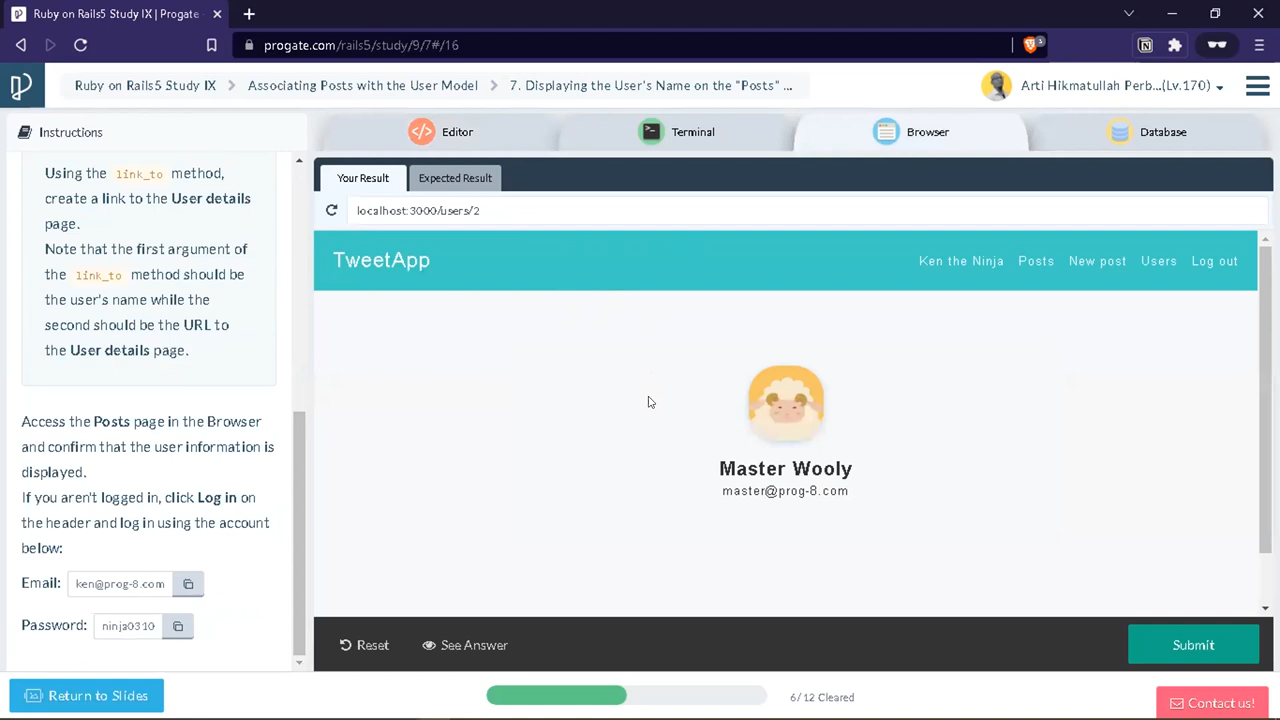 Ruby on Rails5 Study IX | Progate -
progate.com/rails5/study/9/7#/16
3
Ruby on Rails5 Study IX > Associating Posts with the User Model > 7. Displaying the User's Name on the "Posts" ...
Arti Hikmatullah Perb...(Lv.170)
Instructions
Editor
Terminal
Browser
Database
Using the link_to method,
create a link to the User details
page.
Note that the first argument of
the link_to method should be
the user's name while the
second should be the URL to
the User details page.
Access the Posts page in the Browser
and confirm that the user information is
displayed.
If you aren't logged in, click Log in on
the header and log in using the account
below:
Email: ken@prog-8.com
Password: ninja0310
Your Result
Expected Result
localhost:3000/users/2
TweetApp
Ken the Ninja
Posts
New post
Users
Log out
Master Wooly
master@prog-8.com
Reset
See Answer
Submit
Return to Slides
6/12 Cleared
Contact us!